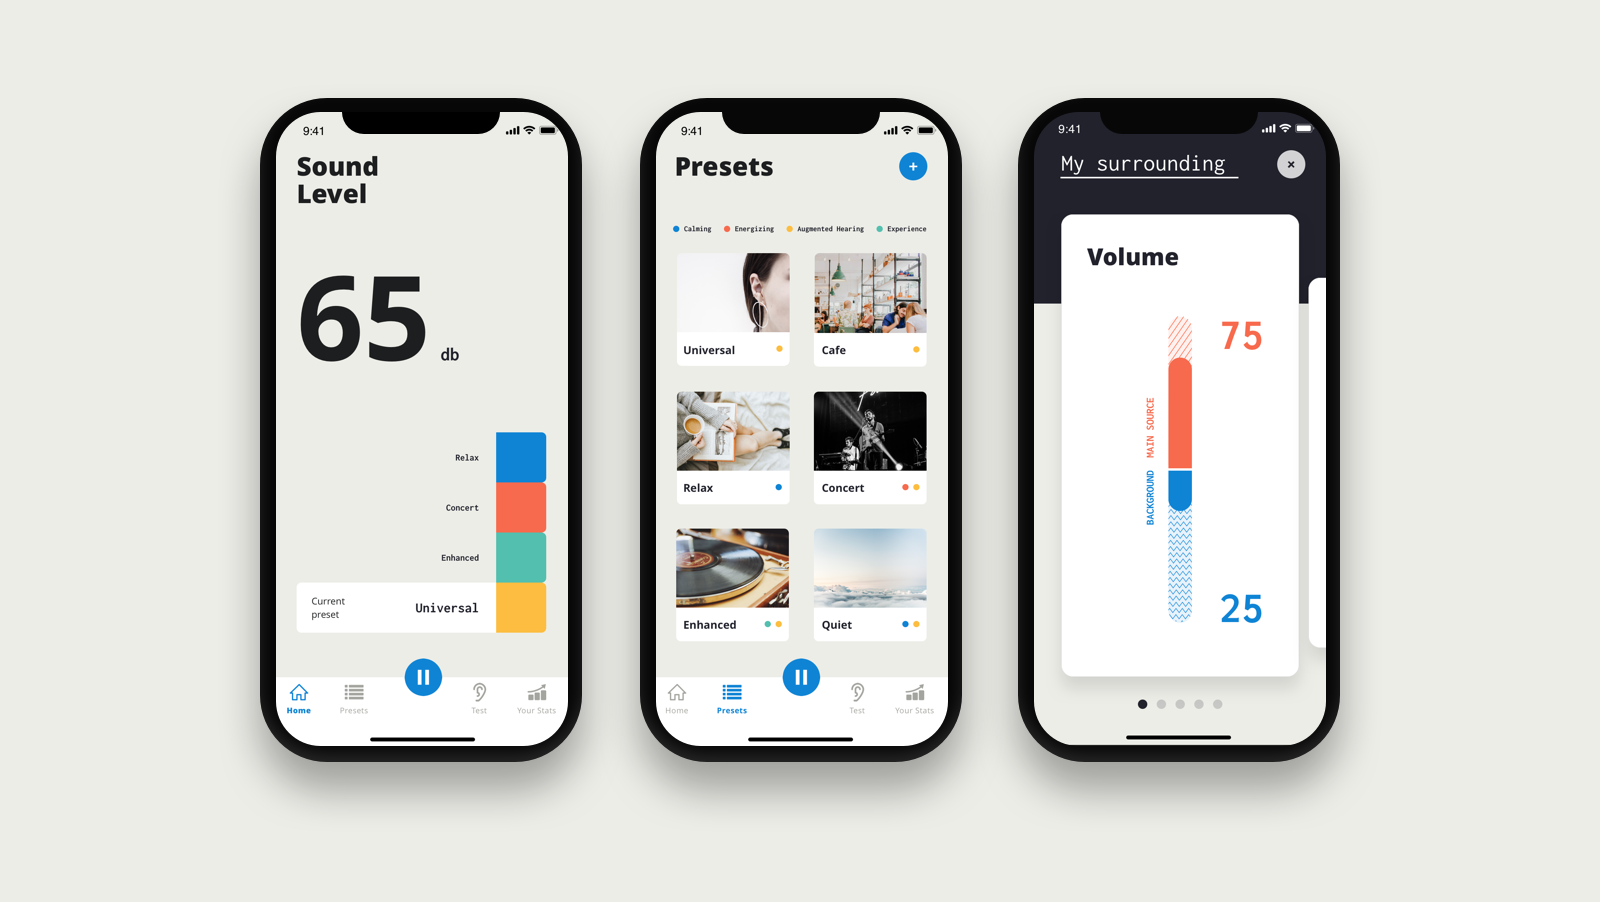 9:41
Sound
Level
65 db
Relax
Concert
Enhanced
Current
preset
Universal
Home
Presets
Test
Your Stats
9:41
Presets
+
Calming
Energizing
Augmented Hearing
Experience
Universal
Cafe
Relax
Concert
Enhanced
Quiet
Home
Presets
Test
Your Stats
9:41
My surrounding
×
Volume
75
MAIN SOURCE
BACKGROUND
25